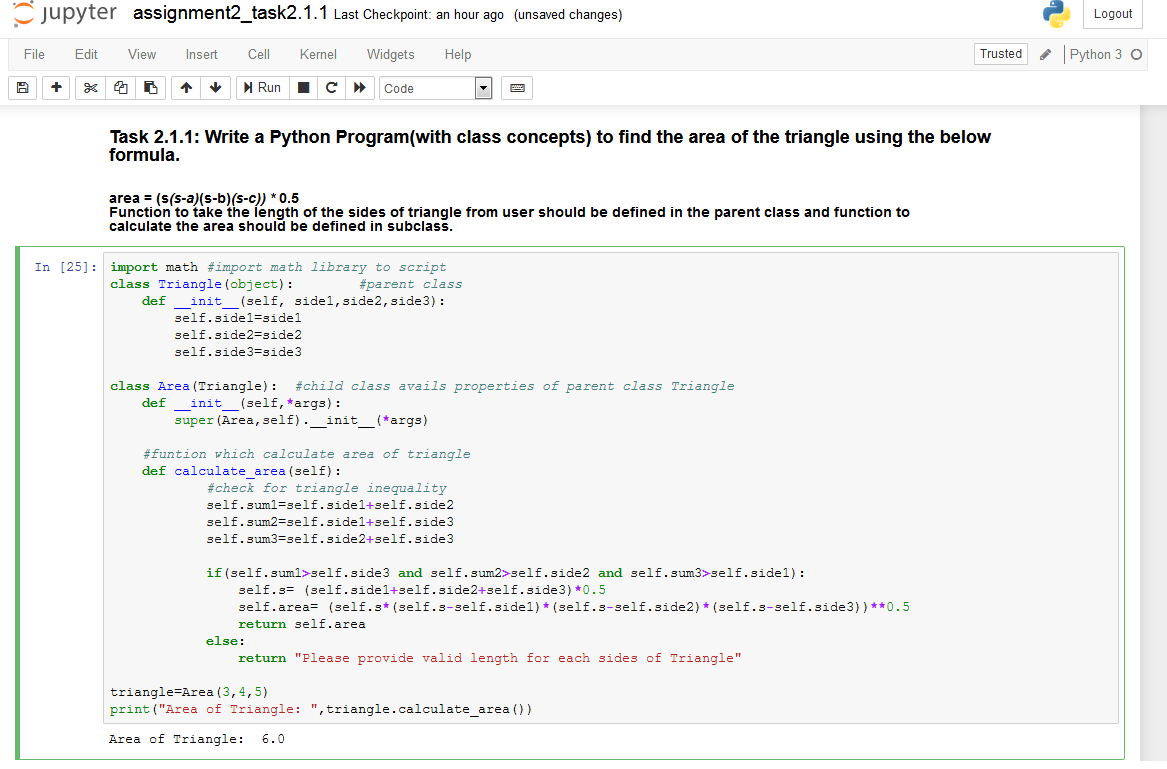 jupyter assignment2_task2.1.1 Last Checkpoint: an hour ago (unsaved changes) Logout
File Edit View Insert Cell Kernel Widgets Help Trusted Python 3
Run Code
Task 2.1.1: Write a Python Program(with class concepts) to find the area of the triangle using the below
formula.
area = (s(s-a)(s-b)(s-c)) * 0.5
Function to take the length of the sides of triangle from user should be defined in the parent class and function to
calculate the area should be defined in subclass.
In [25]: import math #import math library to script
class Triangle(object):        #parent class
    def __init__(self, side1,side2,side3):
        self.side1=side1
        self.side2=side2
        self.side3=side3
class Area(Triangle):  #child class avails properties of parent class Triangle
    def __init__(self,*args):
        super(Area,self).__init__(*args)
    #funtion which calculate area of triangle
    def calculate_area(self):
            #check for triangle inequality
            self.sum1=self.side1+self.side2
            self.sum2=self.side1+self.side3
            self.sum3=self.side2+self.side3
            if(self.sum1>self.side3 and self.sum2>self.side2 and self.sum3>self.side1):
                self.s= (self.side1+self.side2+self.side3)*0.5
                self.area= (self.s*(self.s-self.side1)*(self.s-self.side2)*(self.s-self.side3))**0.5
                return self.area
            else:
                return "Please provide valid length for each sides of Triangle"
triangle=Area(3,4,5)
print("Area of Triangle: ",triangle.calculate_area())
Area of Triangle:  6.0